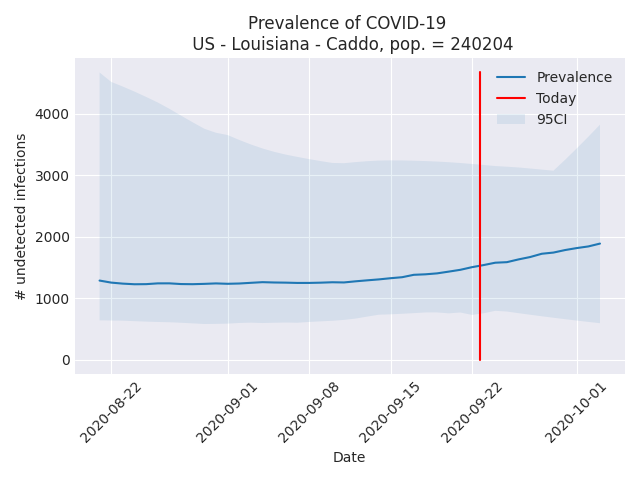 Prevalence of COVID-19
US - Louisiana - Caddo, pop. = 240204
Prevalence
Today
95CI
# undetected infections
4000
3000
2000
1000
0
2020-08-22
2020-09-01
2020-09-08
2020-09-15
2020-09-22
2020-10-01
Date